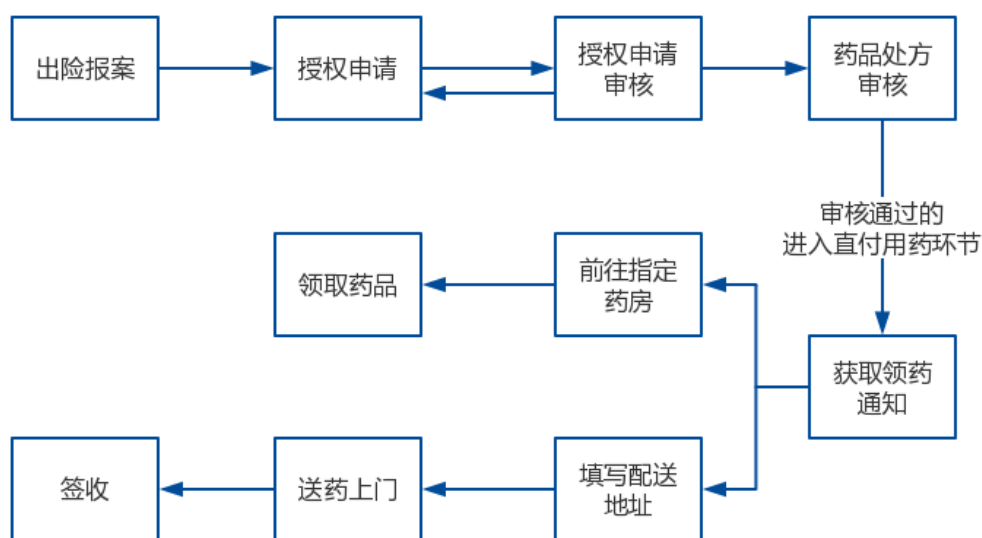 出险报案
授权申请
授权申请
审核
药品处方
审核
审核通过的
进入直付用药环节
领取药品
前往指定
药房
获取领药
通知
签收
送药上门
填写配送
地址